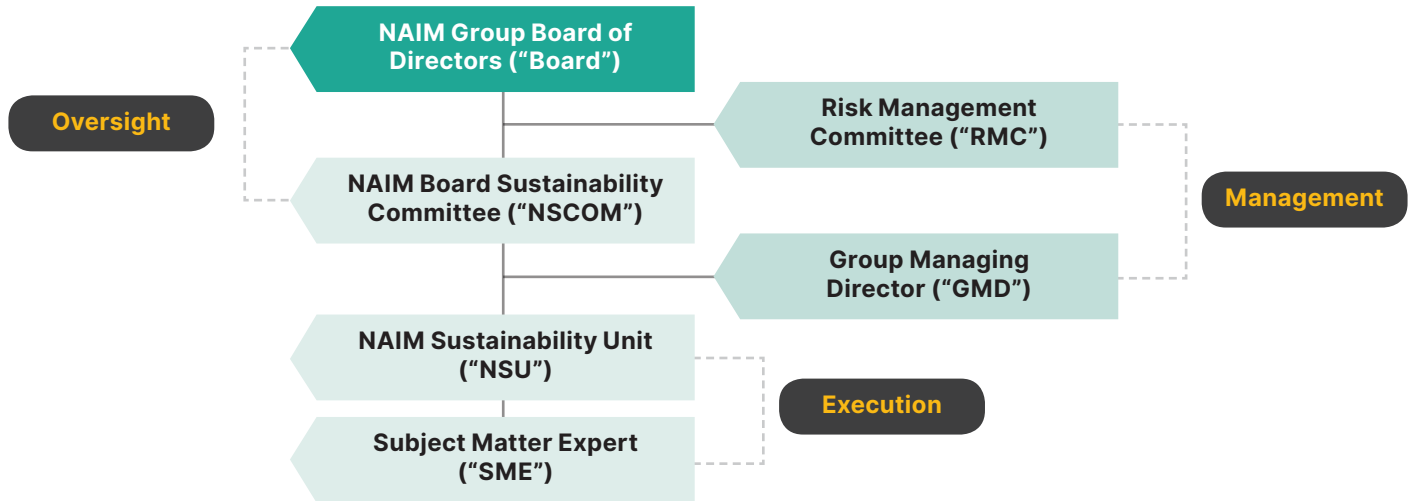 NAIM Group Board of
Directors (“Board”)
Oversight
Risk Management
Committee (“RMC”)
NAIM Board Sustainability
Committee (“NSCOM”)
Management
Group Managing
Director (“GMD”)
NAIM Sustainability Unit
(“NSU”)
Execution
Subject Matter Expert
(“SME”)